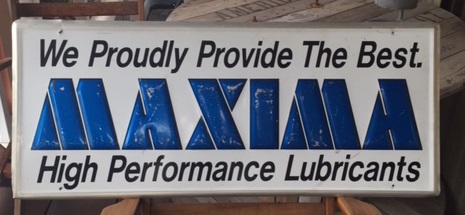 We Proudly Provide The Best.
MAXIMA
High Performance Lubricants